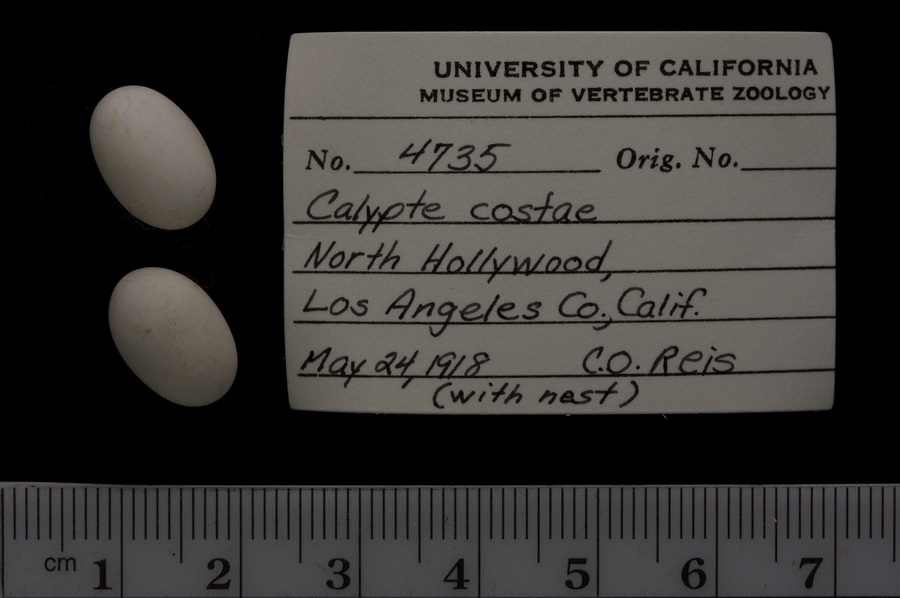 UNIVERSITY OF CALIFORNIA
MUSEUM OF VERTEBRATE ZOOLOGY
No. 4735 Orig. No.
Calypte costae
North Hollywood,
Los Angeles Co., Calif.
May 24, 1918 C.O. Reis
(with nest)
cm 1 2 3 4 5 6 7